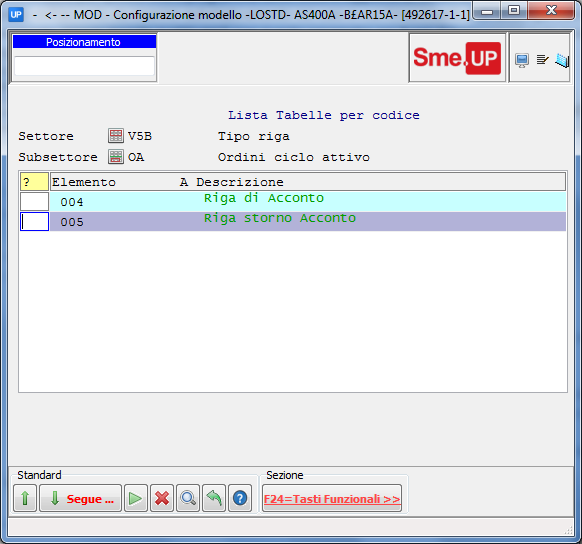 UP - <- -- MOD - Configurazione modello -LOSTD- AS400A -B£AR15A- [492617-1-1]
Posizionamento
Sme.UP
Lista Tabelle per codice
Settore V5B Tipo riga
Subsettore OA Ordini ciclo attivo
? Elemento A Descrizione
004 Riga di Acconto
005 Riga storno Acconto
Standard Sezione
Segue ... F24=Tasti Funzionali >>